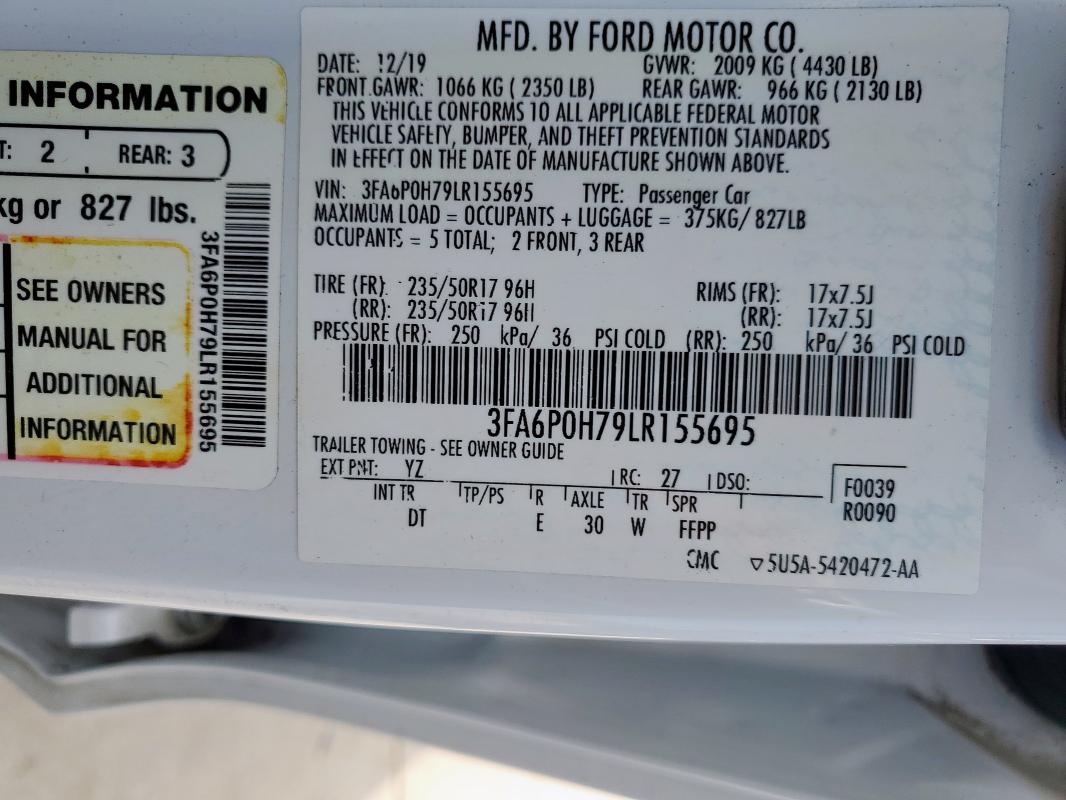 INFORMATION
T: 2 REAR: 3
kg or 827 lbs.
SEE OWNERS
MANUAL FOR
ADDITIONAL
INFORMATION
3FA6P0H79LR155695
MFD. BY FORD MOTOR CO.
DATE: 12/19 GVWR: 2009 KG ( 4430 LB)
FRONT GAWR: 1066 KG ( 2350 LB) REAR GAWR: 966 KG ( 2130 LB)
THIS VEHICLE CONFORMS TO ALL APPLICABLE FEDERAL MOTOR
VEHICLE SAFETY, BUMPER, AND THEFT PREVENTION STANDARDS
IN EFFECT ON THE DATE OF MANUFACTURE SHOWN ABOVE.
VIN: 3FA6P0H79LR155695 TYPE: Passenger Car
MAXIMUM LOAD = OCCUPANTS + LUGGAGE = 375KG/ 827LB
OCCUPANTS = 5 TOTAL; 2 FRONT, 3 REAR
TIRE (FR): 235/50R17 96H RIMS (FR): 17x7.5J
(RR): 235/50R17 96H (RR): 17x7.5J
PRESSURE (FR): 250 kPa/ 36 PSI COLD (RR): 250 kPa/ 36 PSI COLD
3FA6P0H79LR155695
TRAILER TOWING - SEE OWNER GUIDE
EXT PNT: YZ RC: 27 DSO: F0039
INT TR TP/PS R AXLE TR SPR R0090
DT E 30 W FFPP
CMC ▽5U5A-5420472-AA